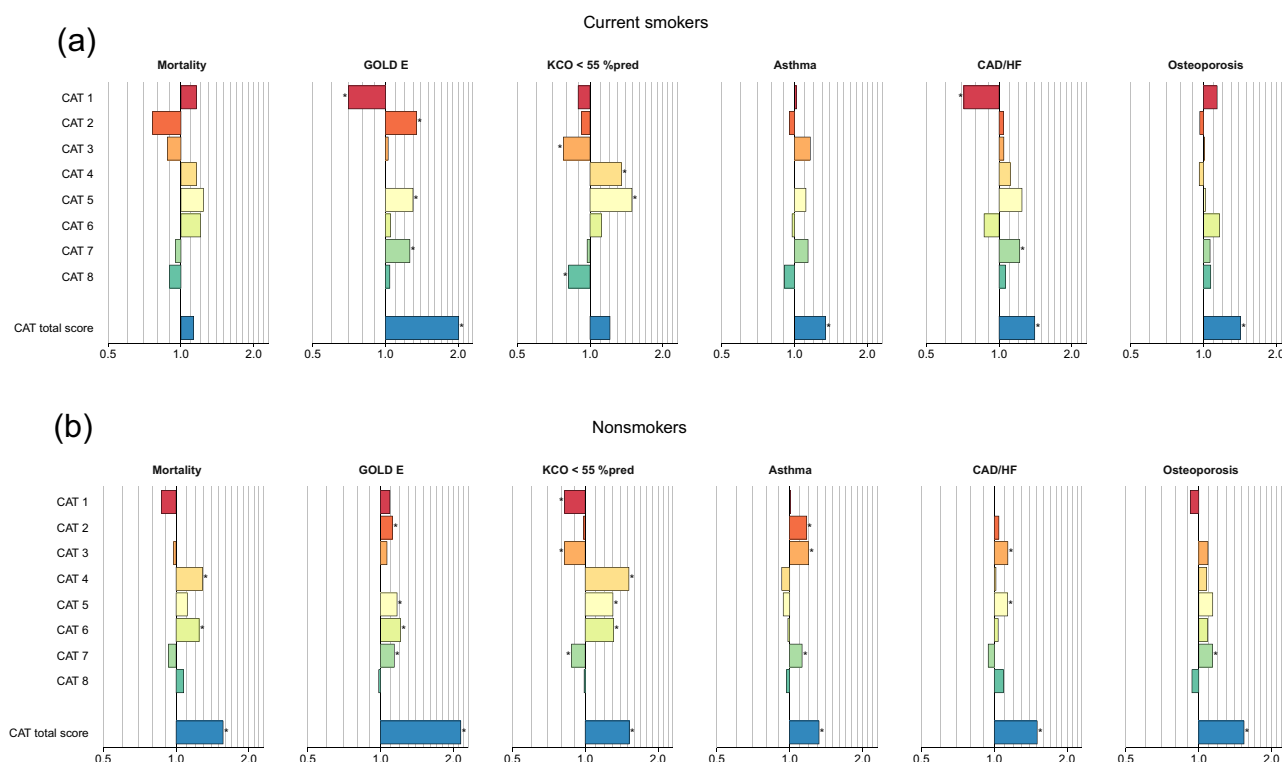 Current smokers
(a)
Mortality GOLD E KCO < 55 %pred Asthma CAD/HF Osteoporosis
CAT 1 * *
CAT 2 *
CAT 3 *
CAT 4 *
CAT 5 * *
CAT 6
CAT 7 * *
CAT 8 *
CAT total score * * * *
0.5 1.0 2.0 0.5 1.0 2.0 0.5 1.0 2.0 0.5 1.0 2.0 0.5 1.0 2.0 0.5 1.0 2.0
(b)
Nonsmokers
Mortality GOLD E KCO < 55 %pred Asthma CAD/HF Osteoporosis
CAT 1 *
CAT 2 * *
CAT 3 * * *
CAT 4 * *
CAT 5 * * *
CAT 6 * * *
CAT 7 * * * *
CAT 8
CAT total score * * * * * *
0.5 1.0 2.0 0.5 1.0 2.0 0.5 1.0 2.0 0.5 1.0 2.0 0.5 1.0 2.0 0.5 1.0 2.0